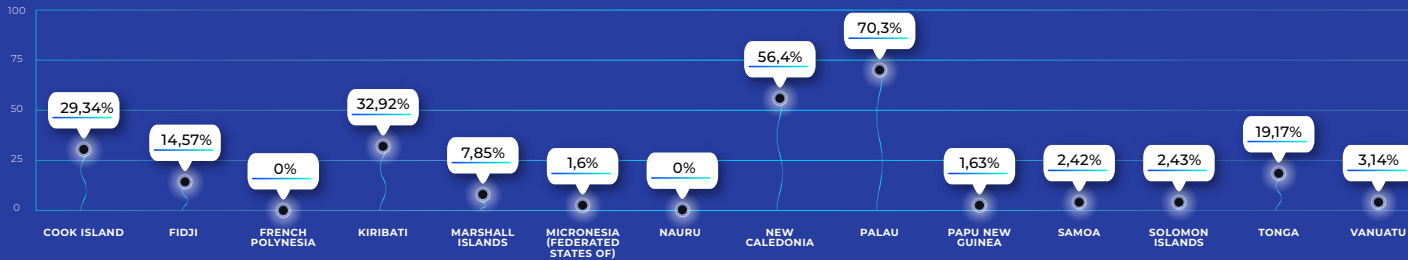 100
75
50
25
0
29,34%
14,57%
0%
32,92%
7,85%
1,6%
0%
56,4%
70,3%
1,63%
2,42%
2,43%
19,17%
3,14%
COOK ISLAND
FIDJI
FRENCH
POLYNESIA
KIRIBATI
MARSHALL
ISLANDS
MICRONESIA
(FEDERATED
STATES OF)
NAURU
NEW
CALEDONIA
PALAU
PAPU NEW
GUINEA
SAMOA
SOLOMON
ISLANDS
TONGA
VANUATU